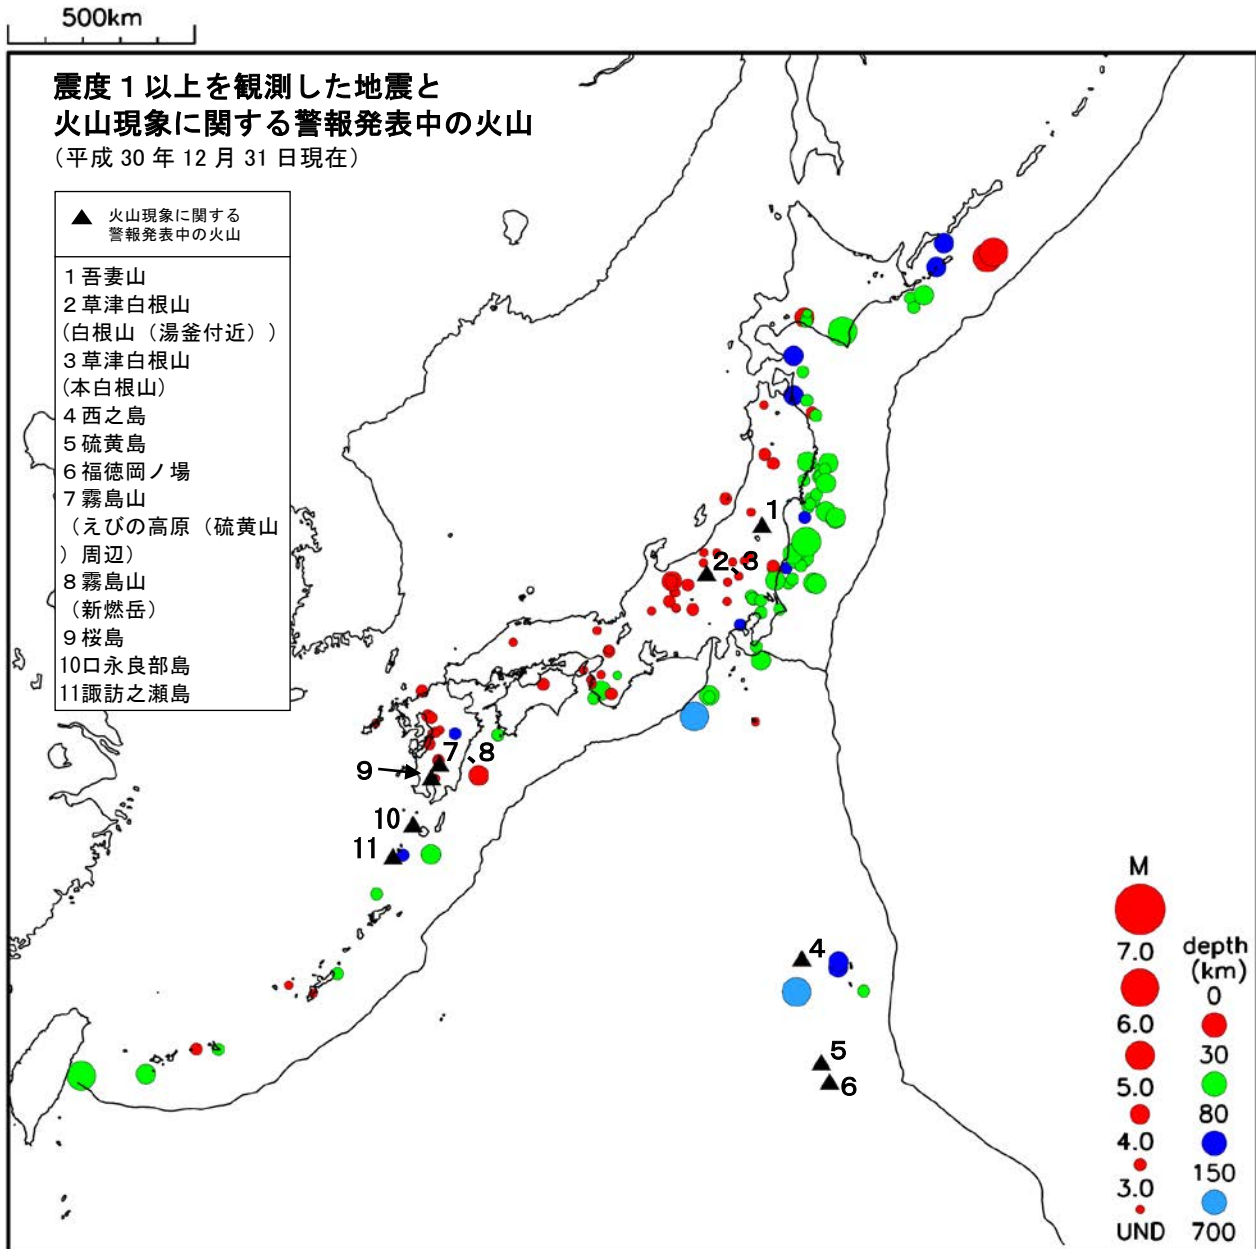 500km
震度１以上を観測した地震と
火山現象に関する警報発表中の火山
（平成 30 年 12 月 31 日現在）
▲ 火山現象に関する
警報発表中の火山
１吾妻山
２草津白根山
(白根山（湯釜付近））
３草津白根山
(本白根山)
４西之島
５硫黄島
６福徳岡ノ場
７霧島山
（えびの高原（硫黄山
）周辺）
８霧島山
（新燃岳）
９桜島
10口永良部島
11諏訪之瀬島
1
2、3
7、8
9
10
11
4
5
6
M
7.0
6.0
5.0
4.0
3.0
UND
depth
(km)
0
30
80
150
700